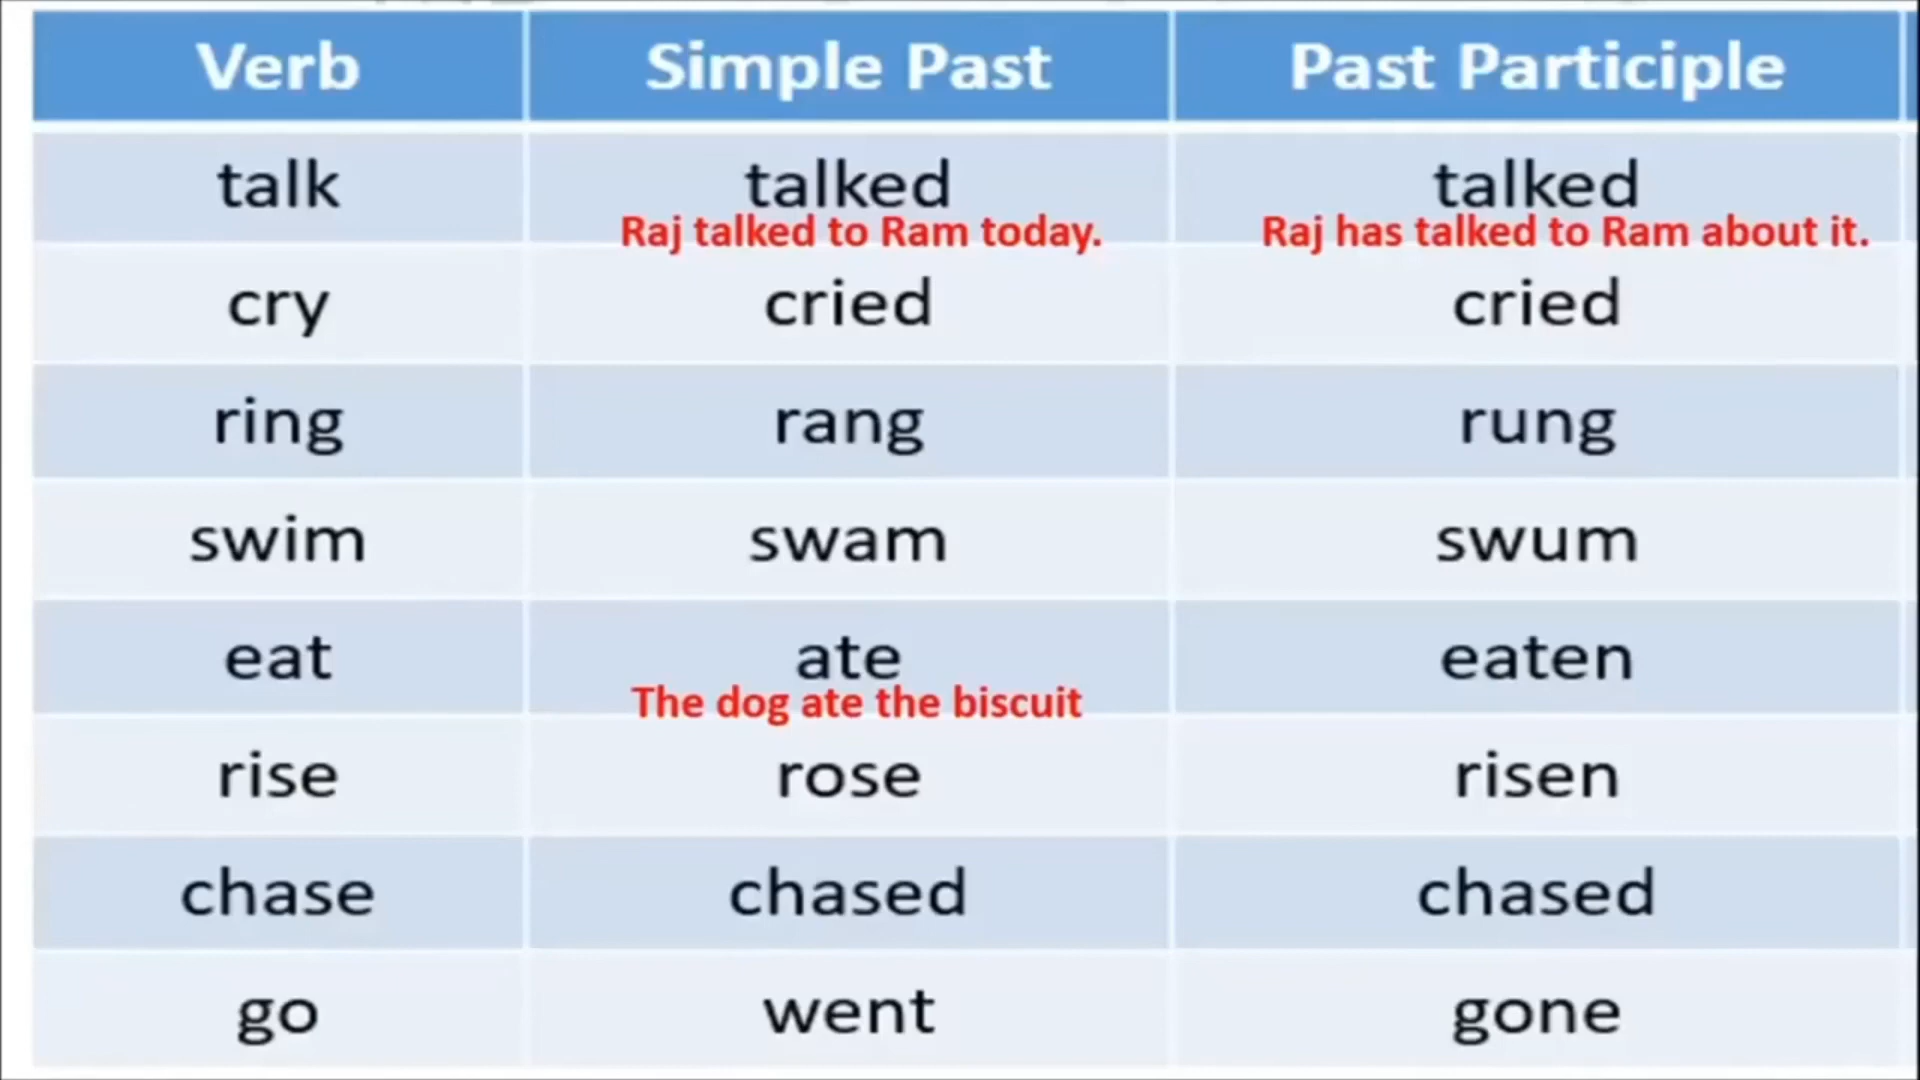 Verb Simple Past Past Participle
talk talked talked
Raj talked to Ram today. Raj has talked to Ram about it.
cry cried cried
ring rang rung
swim swam swum
eat ate eaten
The dog ate the biscuit
rise rose risen
chase chased chased
go went gone